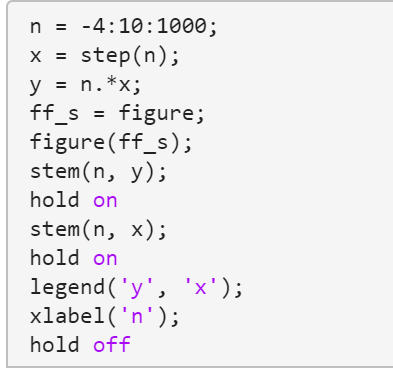 n = -4:10:1000;
x = step(n);
y = n.*x;
ff_s = figure;
figure(ff_s);
stem(n, y);
hold on
stem(n, x);
hold on
legend('y', 'x');
xlabel('n');
hold off